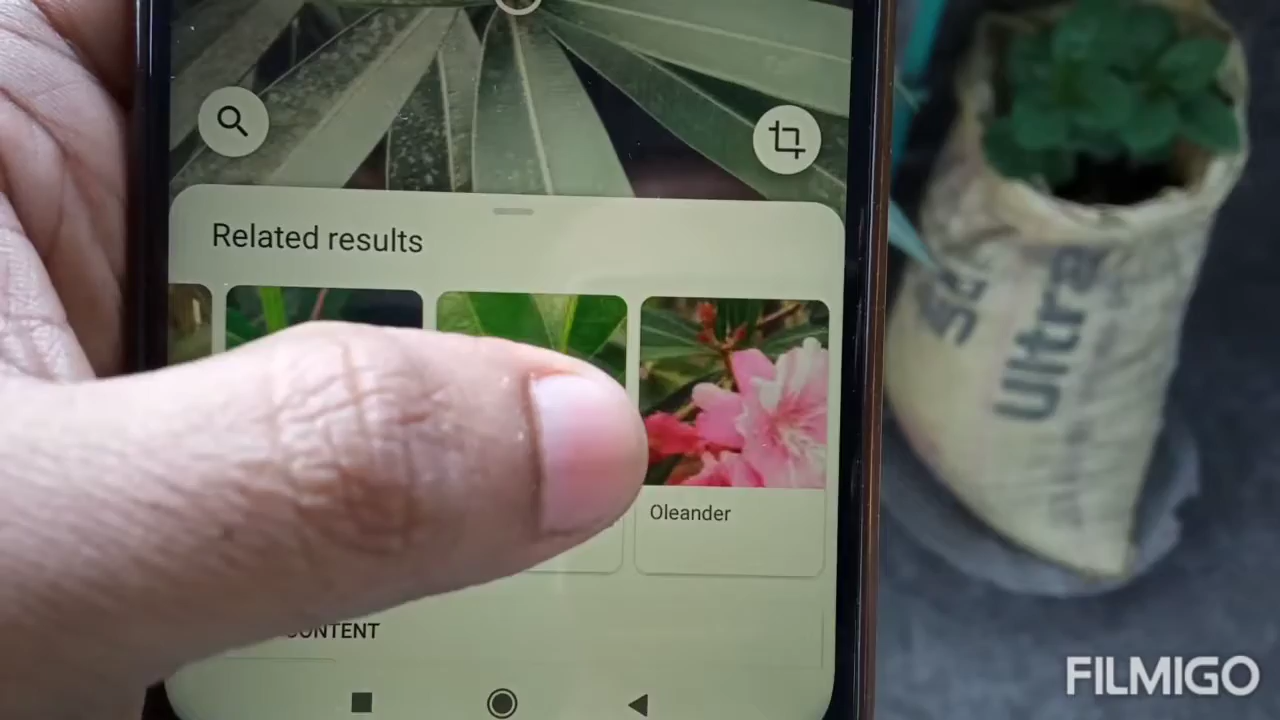 Related results
Oleander
CONTENT
Ultra
FILMIGO